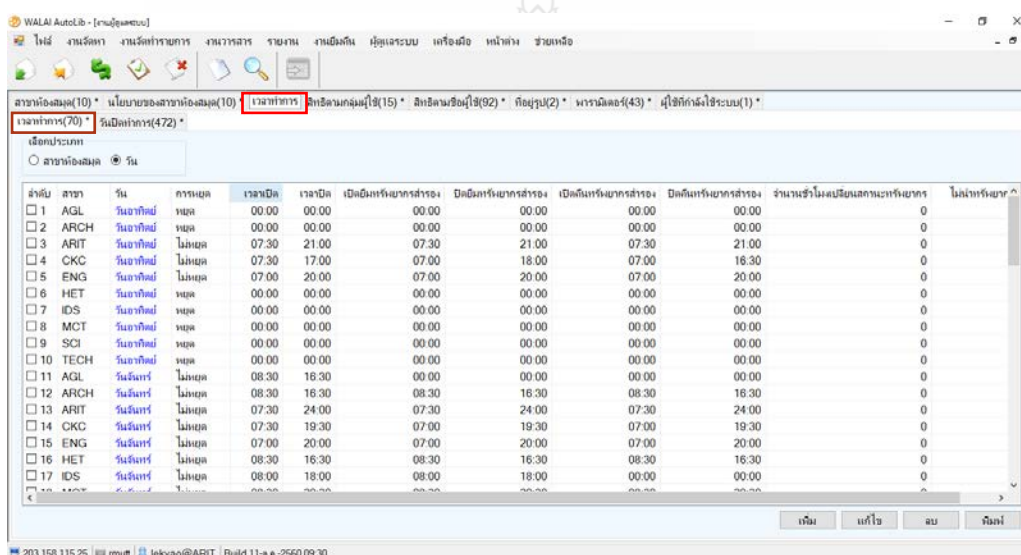 WALAI AutoLib - [งานผู้ดูแลระบบ]
ไฟล์ งานจัดหา งานจัดทำรายการ งานวารสาร รายงาน งานยืมคืน ผู้ดูแลระบบ เครื่องมือ หน้าต่าง ช่วยเหลือ
สาขาห้องสมุด(10) * นโยบายของสาขาห้องสมุด(10) * เวลาทำการ สิทธิตามกลุ่มผู้ใช้(15) * สิทธิตามชื่อผู้ใช้(92) * ที่อยู่รูป(2) * พารามิเตอร์(43) * ผู้ใช้ที่กำลังใช้ระบบ(1) *
เวลาทำการ(70) * วันปิดทำการ(472) *
เลือกประเภท
สาขาห้องสมุด วัน
ลำดับ สาขา วัน การหยุด เวลาเปิด เวลาปิด เปิดยืมทรัพยากรสำรอง ปิดยืมทรัพยากรสำรอง เปิดคืนทรัพยากรสำรอง ปิดคืนทรัพยากรสำรอง จำนวนชั่วโมงเปลี่ยนสถานะทรัพยากร ไม่นำทรัพยาก
1 AGL วันอาทิตย์ หยุด 00:00 00:00 00:00 00:00 00:00 00:00 0
2 ARCH วันอาทิตย์ หยุด 00:00 00:00 00:00 00:00 00:00 00:00 0
3 ARIT วันอาทิตย์ ไม่หยุด 07:30 21:00 07:30 21:00 07:30 21:00 0
4 CKC วันอาทิตย์ ไม่หยุด 07:30 17:00 07:00 18:00 07:00 16:30 0
5 ENG วันอาทิตย์ ไม่หยุด 07:00 20:00 07:00 20:00 07:00 20:00 0
6 HET วันอาทิตย์ หยุด 00:00 00:00 00:00 00:00 00:00 00:00 0
7 IDS วันอาทิตย์ หยุด 00:00 00:00 00:00 00:00 00:00 00:00 0
8 MCT วันอาทิตย์ หยุด 00:00 00:00 00:00 00:00 00:00 00:00 0
9 SCI วันอาทิตย์ หยุด 00:00 00:00 00:00 00:00 00:00 00:00 0
10 TECH วันอาทิตย์ หยุด 00:00 00:00 00:00 00:00 00:00 00:00 0
11 AGL วันจันทร์ ไม่หยุด 08:30 16:30 00:00 00:00 00:00 00:00 0
12 ARCH วันจันทร์ ไม่หยุด 08:30 16:30 08:30 16:30 08:30 16:30 0
13 ARIT วันจันทร์ ไม่หยุด 07:30 24:00 07:30 24:00 07:30 24:00 0
14 CKC วันจันทร์ ไม่หยุด 07:30 19:30 07:00 19:30 07:00 19:30 0
15 ENG วันจันทร์ ไม่หยุด 07:00 20:00 07:00 20:00 07:00 20:00 0
16 HET วันจันทร์ ไม่หยุด 08:30 16:30 08:30 16:30 08:30 16:30 0
17 IDS วันจันทร์ ไม่หยุด 08:00 18:00 08:00 18:00 00:00 00:00 0
เพิ่ม แก้ไข ลบ พิมพ์
203.158.115.25 rmutt lekyao@ARIT Build 11-ต.ค.-2560 09:30